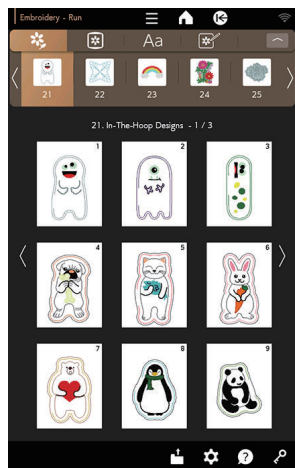 Embroidery - Run
Aa
21 22 23 24 25
21. In-The-Hoop Designs - 1 / 3
1 2 3
4 5 6
7 8 9
?